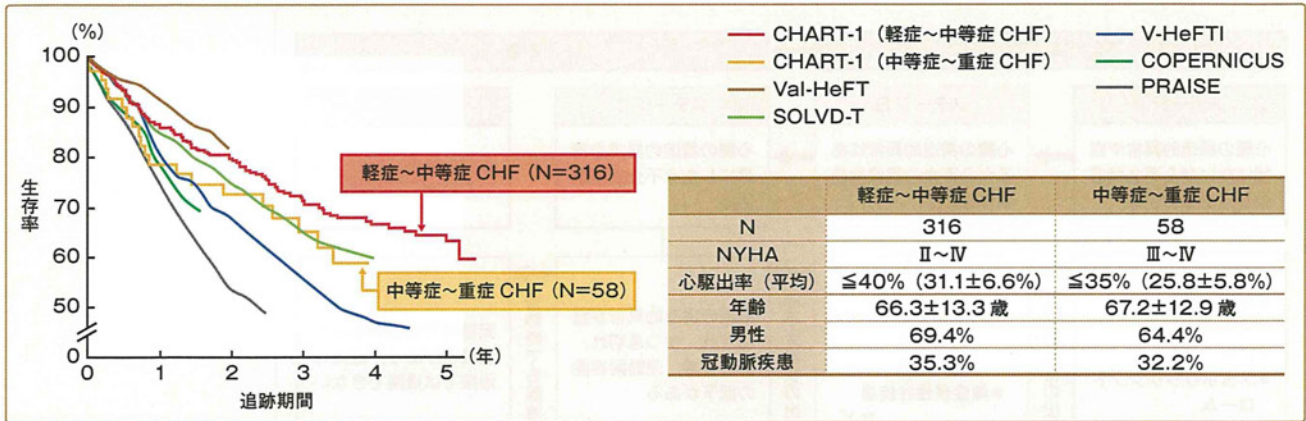 (%)
100
90
80
70
60
50
0
生存率
0 1 2 3 4 5 (年)
追跡期間
CHART-1 (軽症～中等症 CHF)
CHART-1 (中等症～重症 CHF)
Val-HeFT
SOLVD-T
V-HeFTI
COPERNICUS
PRAISE
軽症～中等症 CHF (N=316)
中等症～重症 CHF (N=58)
軽症～中等症 CHF 中等症～重症 CHF
N 316 58
NYHA Ⅱ～Ⅳ Ⅲ～Ⅳ
心駆出率 (平均) ≦40% (31.1±6.6%) ≦35% (25.8±5.8%)
年齢 66.3±13.3 歳 67.2±12.9 歳
男性 69.4% 64.4%
冠動脈疾患 35.3% 32.2%